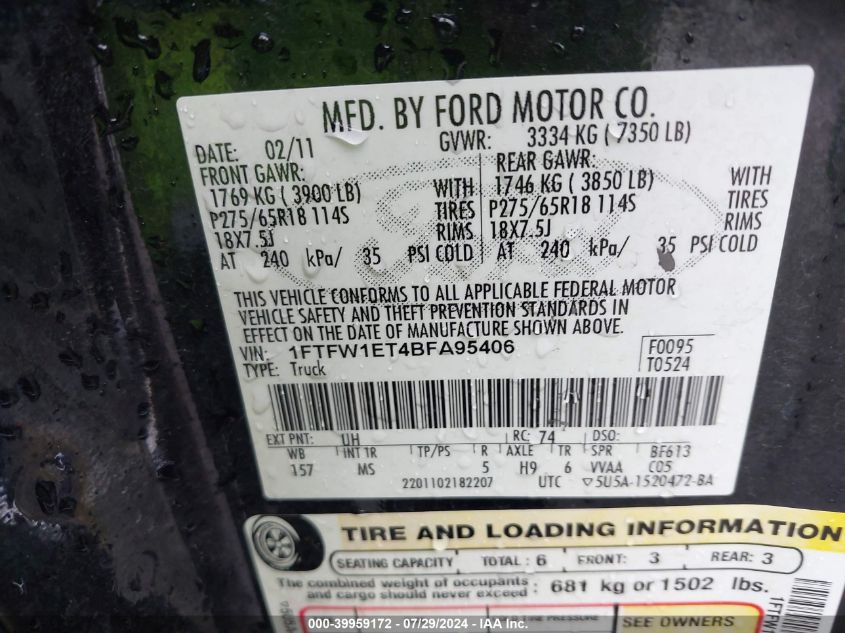 MFD. BY FORD MOTOR CO.
DATE: 02/11 GVWR: 3334 KG ( 7350 LB)
FRONT GAWR: REAR GAWR:
1769 KG ( 3900 LB) WITH 1746 KG ( 3850 LB) WITH
P275/65R18 114S TIRES P275/65R18 114S TIRES
18X7.5J RIMS 18X7.5J RIMS
AT 240 kPa/ 35 PSI COLD AT 240 kPa/ 35 PSI COLD
THIS VEHICLE CONFORMS TO ALL APPLICABLE FEDERAL MOTOR
VEHICLE SAFETY AND THEFT PREVENTION STANDARDS IN
EFFECT ON THE DATE OF MANUFACTURE SHOWN ABOVE.
VIN: 1FTFW1ET4BFA95406 F0095
TYPE: Truck T0524
EXT PNT: UH RC: 74 DSO:
WB INT TR TP/PS R AXLE TR SPR BF613
157 MS 5 H9 6 VVAA C05
2201102182207 UTC ▽5U5A-1520472-BA
TIRE AND LOADING INFORMATION
SEATING CAPACITY TOTAL : 6 FRONT: 3 REAR: 3
The combined weight of occupants
and cargo should never exceed : 681 kg or 1502 lbs.
SEE OWNERS
1FTFW
000-39959172 - 07/29/2024 - IAA Inc.